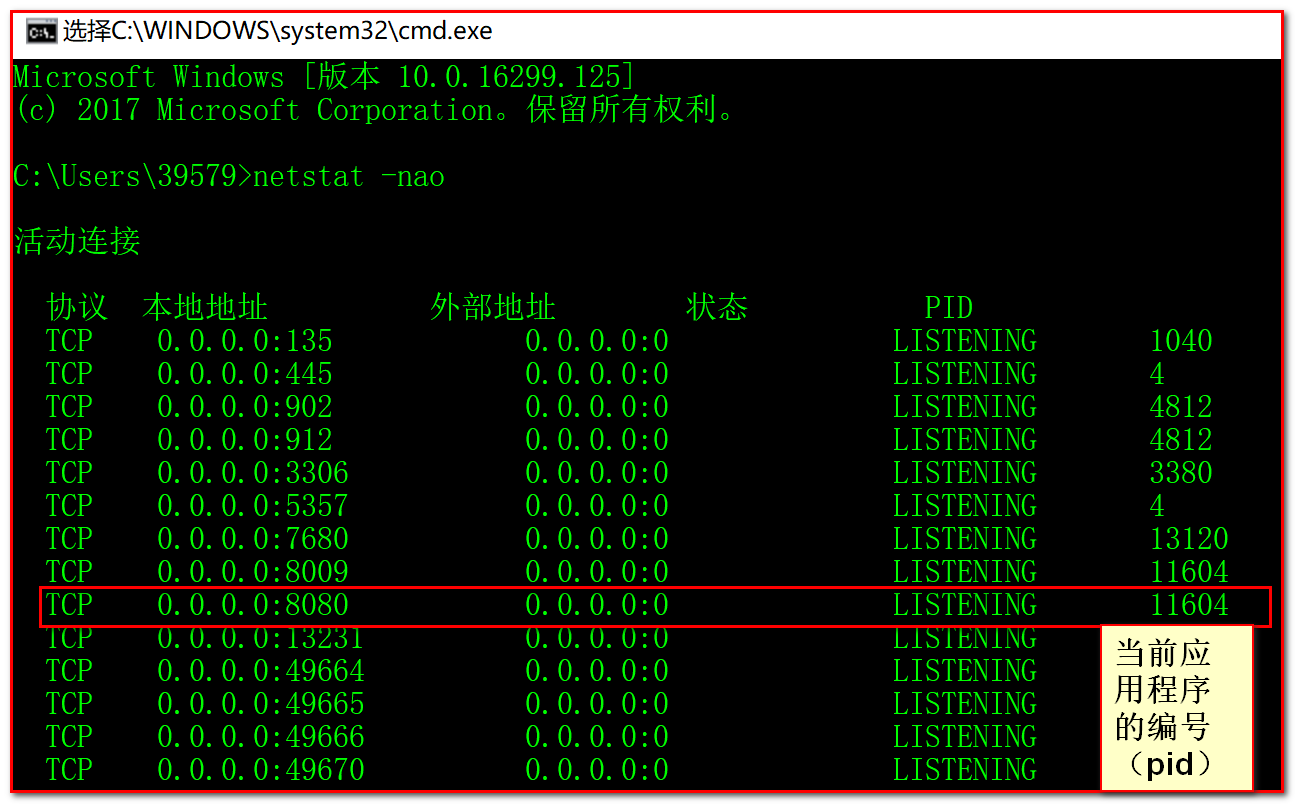 选择C:\WINDOWS\system32\cmd.exe
Microsoft Windows [版本 10.0.16299.125]
(c) 2017 Microsoft Corporation。保留所有权利。
C:\Users\39579>netstat -nao
活动连接
协议 本地地址 外部地址 状态 PID
TCP 0.0.0.0:135 0.0.0.0:0 LISTENING 1040
TCP 0.0.0.0:445 0.0.0.0:0 LISTENING 4
TCP 0.0.0.0:902 0.0.0.0:0 LISTENING 4812
TCP 0.0.0.0:912 0.0.0.0:0 LISTENING 4812
TCP 0.0.0.0:3306 0.0.0.0:0 LISTENING 3380
TCP 0.0.0.0:5357 0.0.0.0:0 LISTENING 4
TCP 0.0.0.0:7680 0.0.0.0:0 LISTENING 13120
TCP 0.0.0.0:8009 0.0.0.0:0 LISTENING 11604
TCP 0.0.0.0:8080 0.0.0.0:0 LISTENING 11604
TCP 0.0.0.0:13231 0.0.0.0:0 LISTENING
TCP 0.0.0.0:49664 0.0.0.0:0 LISTENING
TCP 0.0.0.0:49665 0.0.0.0:0 LISTENING
TCP 0.0.0.0:49666 0.0.0.0:0 LISTENING
TCP 0.0.0.0:49670 0.0.0.0:0 LISTENING
当前应
用程序
的编号
（pid）